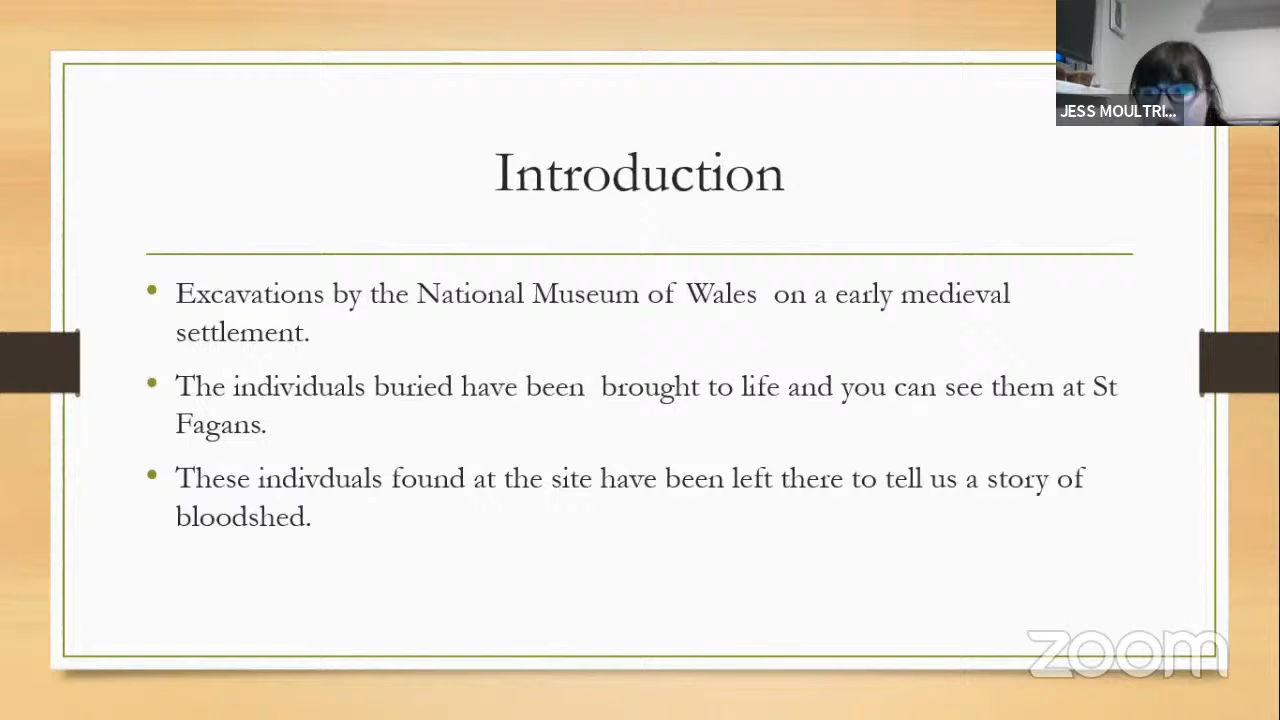 JESS MOULTRI...
Introduction
• Excavations by the National Museum of Wales on a early medieval
settlement.
• The individuals buried have been brought to life and you can see them at St
Fagans.
• These indivduals found at the site have been left there to tell us a story of
bloodshed.
zoom